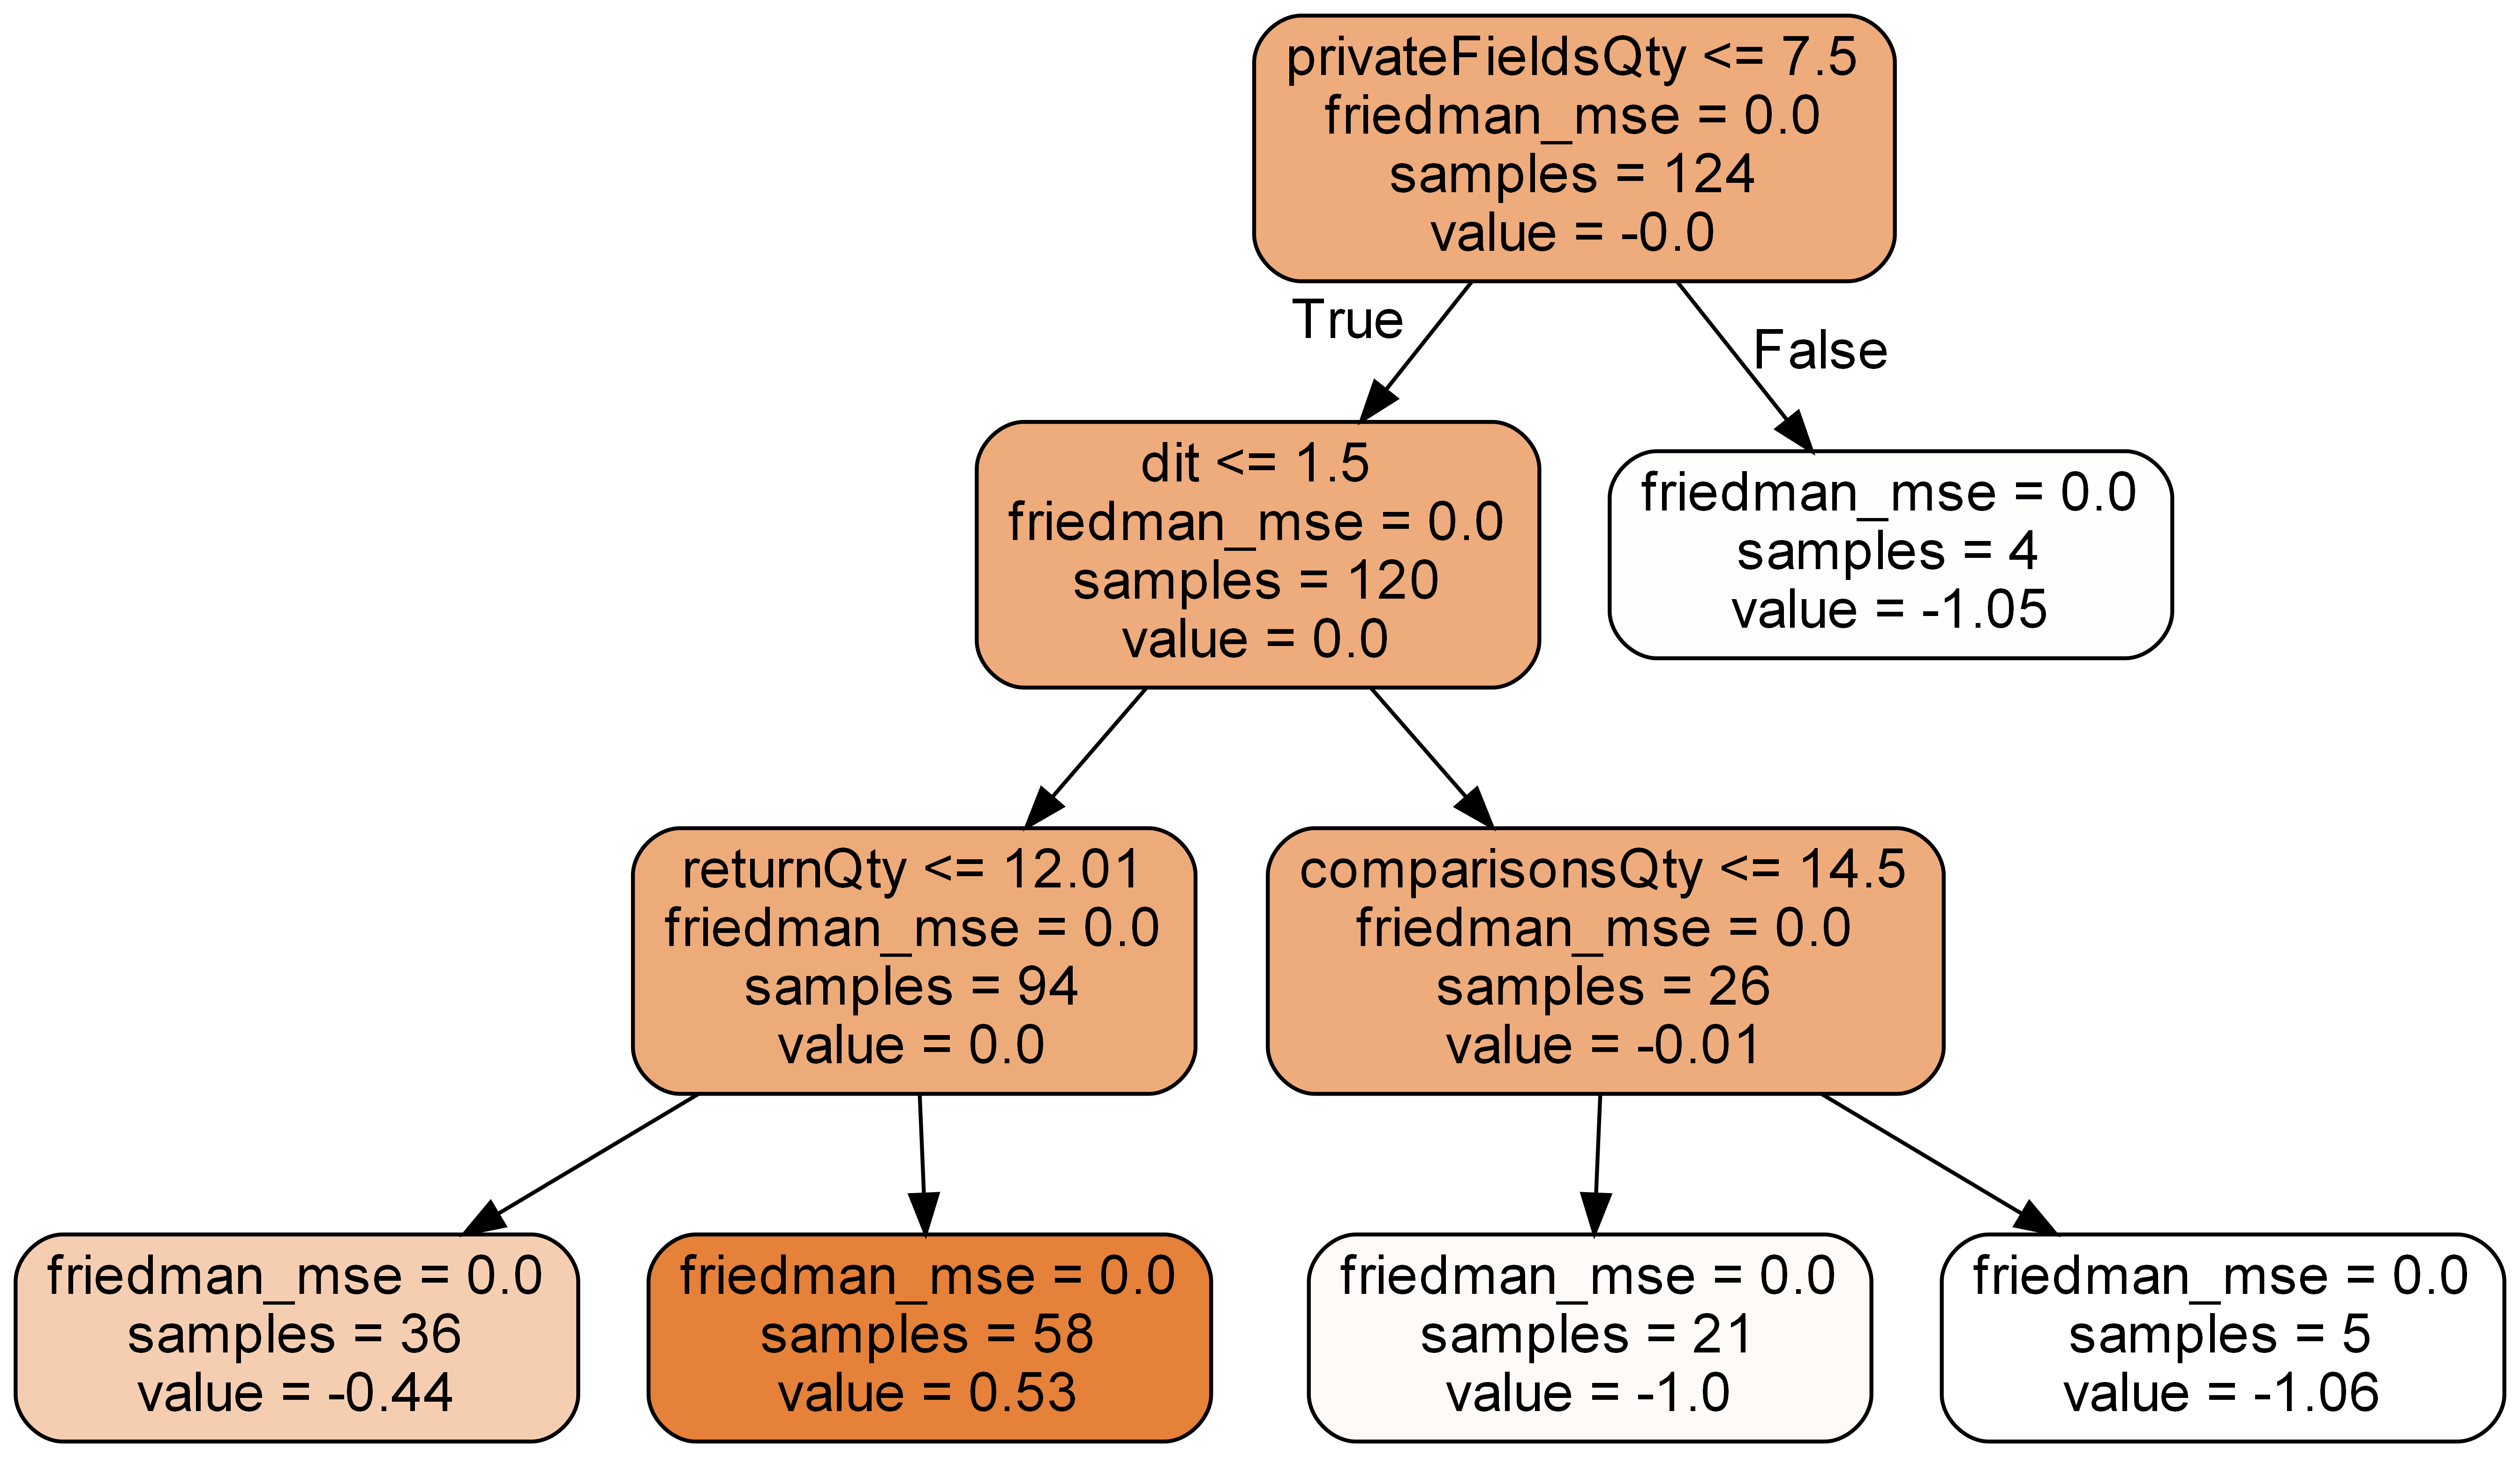 privateFieldsQty <= 7.5
friedman_mse = 0.0
samples = 124
value = -0.0
True
False
dit <= 1.5
friedman_mse = 0.0
samples = 120
value = 0.0
friedman_mse = 0.0
samples = 4
value = -1.05
returnQty <= 12.01
friedman_mse = 0.0
samples = 94
value = 0.0
comparisonsQty <= 14.5
friedman_mse = 0.0
samples = 26
value = -0.01
friedman_mse = 0.0
samples = 36
value = -0.44
friedman_mse = 0.0
samples = 58
value = 0.53
friedman_mse = 0.0
samples = 21
value = -1.0
friedman_mse = 0.0
samples = 5
value = -1.06